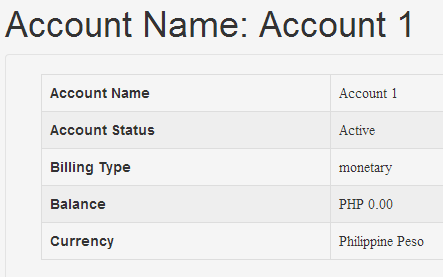 Account Name: Account 1
Account Name Account 1
Account Status Active
Billing Type monetary
Balance PHP 0.00
Currency Philippine Peso